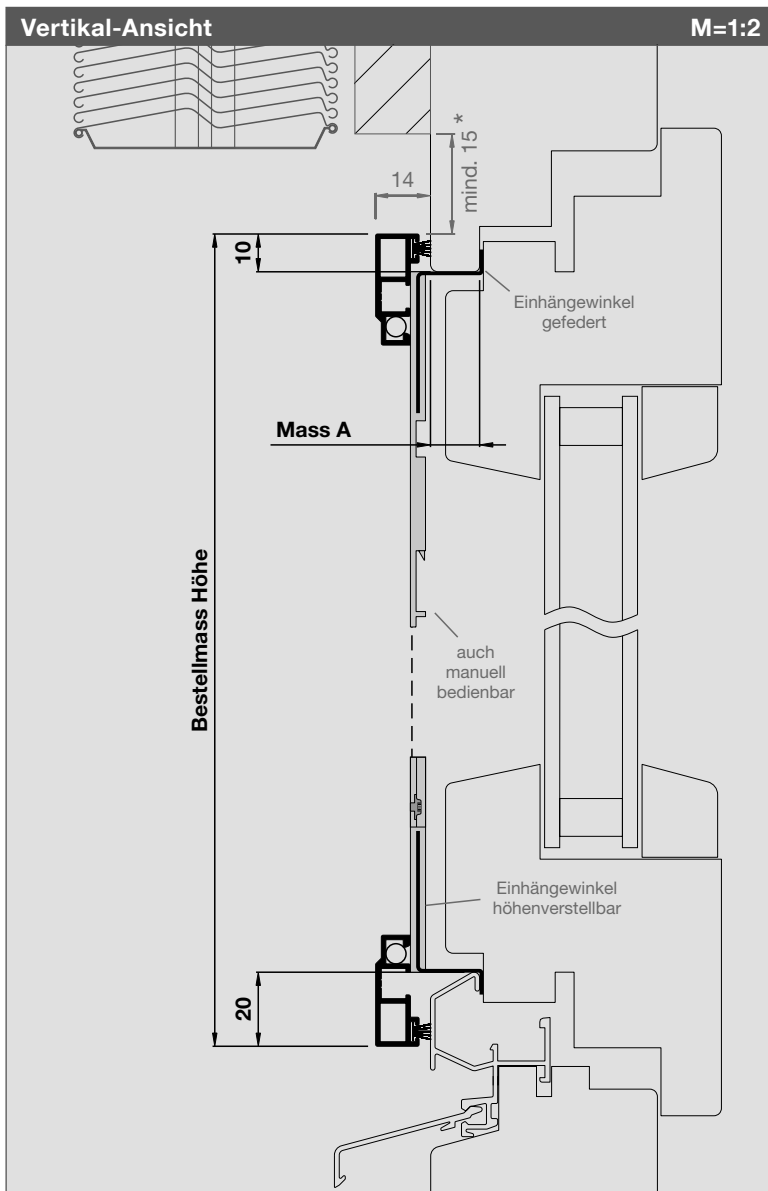 Vertikal-Ansicht M=1:2
mind. 15 *
14
10
Einhängewinkel
gefedert
Mass A
Bestellmass Höhe
auch
manuell
bedienbar
Einhängewinkel
höhenverstellbar
20